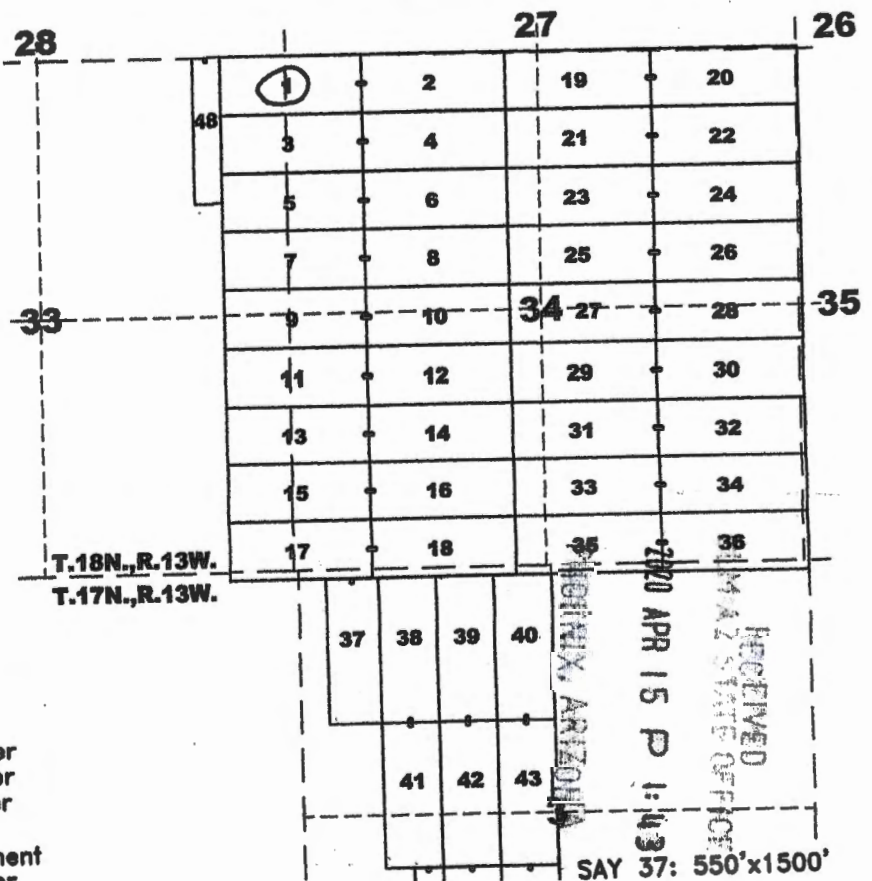 28 27 26
1 2 19 20
48
3 4 21 22
5 6 23 24
7 8 25 26
33 9 10 34 27 28 35
11 12 29 30
13 14 31 32
15 16 33 34
17 18 35 36
T.18N.,R.13W.
T.17N.,R.13W.
37 38 39 40
41 42 43
SAY 37: 550'x1500'
RECEIVED
STATE OFFICE
2020 APR 15 P 1:43
PHOENIX, ARIZONA